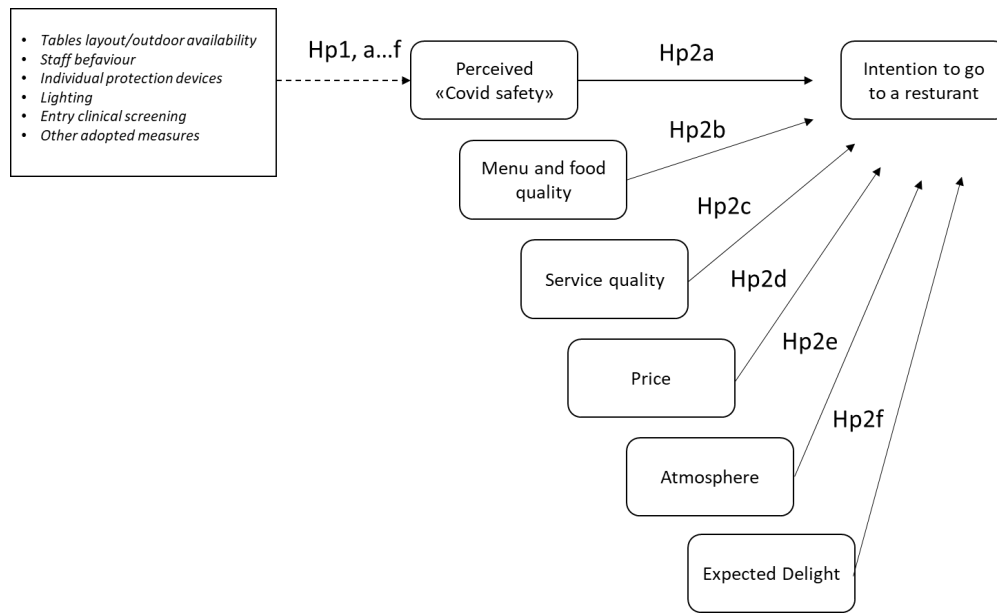 • Tables layout/outdoor availability
• Staff befaviour
• Individual protection devices
• Lighting
• Entry clinical screening
• Other adopted measures
Hp1, a...f
Perceived
«Covid safety»
Hp2a
Intention to go
to a resturant
Hp2b
Menu and food
quality
Hp2c
Service quality
Hp2d
Price
Hp2e
Atmosphere
Hp2f
Expected Delight